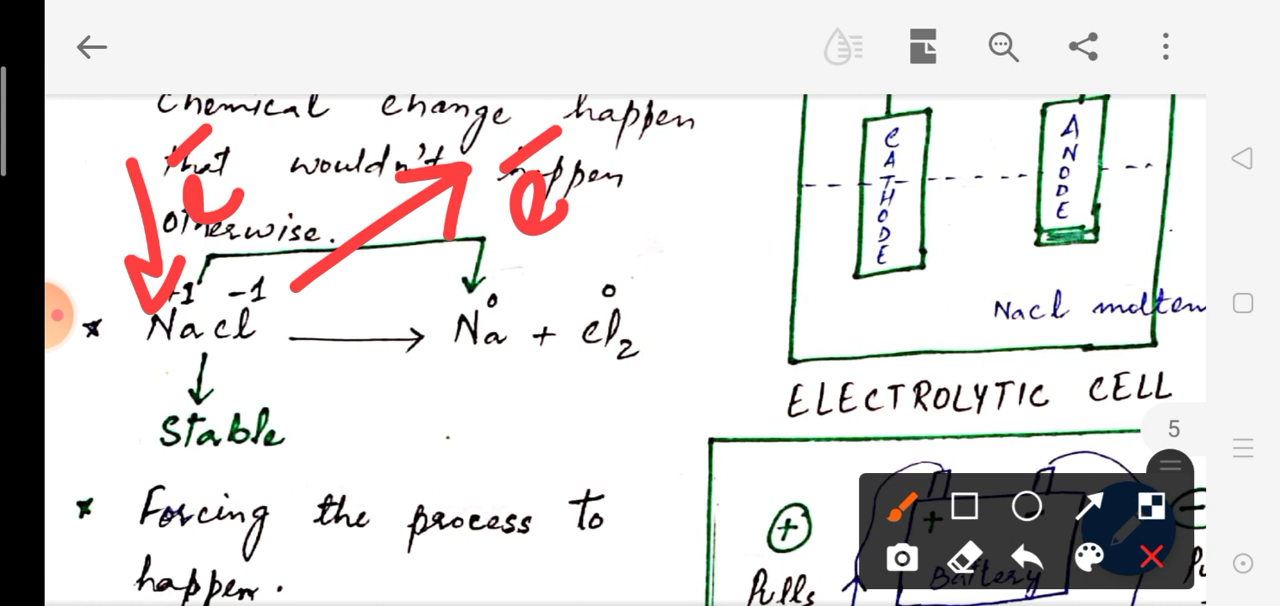 Chemical change happen
that wouldn't happen
otherwise.
e e
+1 -1 0 0
* NaCl → Na + Cl2
Stable
* Forcing the process to
happen.
CATHODE
ANODE
NaCl molten
ELECTROLYTIC CELL
5
+
+
Battery
Pulls